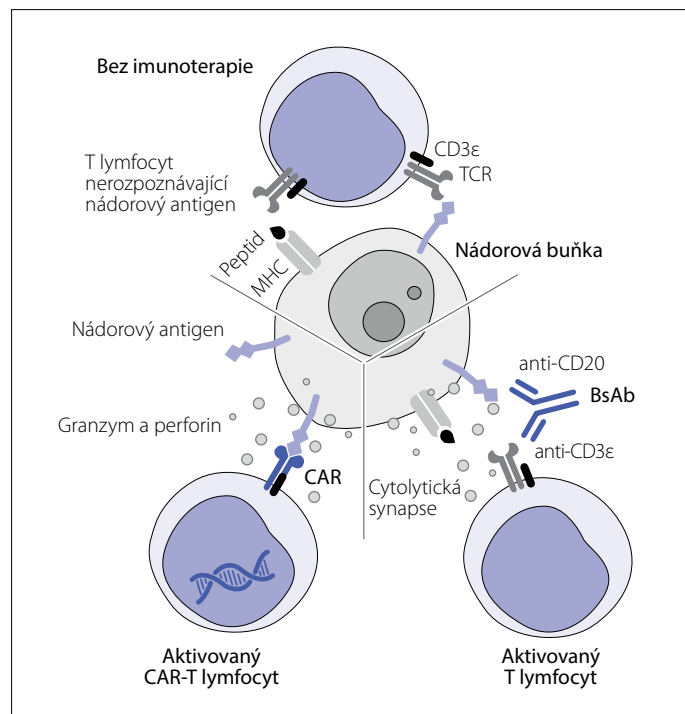 Bez imunoterapie
CD3ε
TCR
T lymfocyt
nerozpoznávající
nádorový antigen
Peptid
MHC
Nádorová buňka
Nádorový antigen
anti-CD20
BsAb
Granzym a perforin
anti-CD3ε
CAR
Cytolytická
synapse
Aktivovaný
CAR-T lymfocyt
Aktivovaný
T lymfocyt